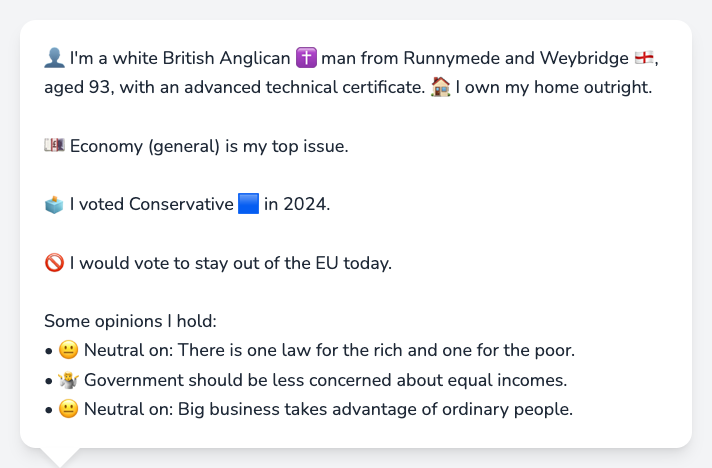 👤 I'm a white British Anglican ✝️ man from Runnymede and Weybridge 🏴󠁧󠁢󠁥󠁮󠁧󠁿,
aged 93, with an advanced technical certificate. 🏠 I own my home outright.
💷 Economy (general) is my top issue.
🗳️ I voted Conservative 🟦 in 2024.
🚫 I would vote to stay out of the EU today.
Some opinions I hold:
• 😐 Neutral on: There is one law for the rich and one for the poor.
• 🤷 Government should be less concerned about equal incomes.
• 😐 Neutral on: Big business takes advantage of ordinary people.